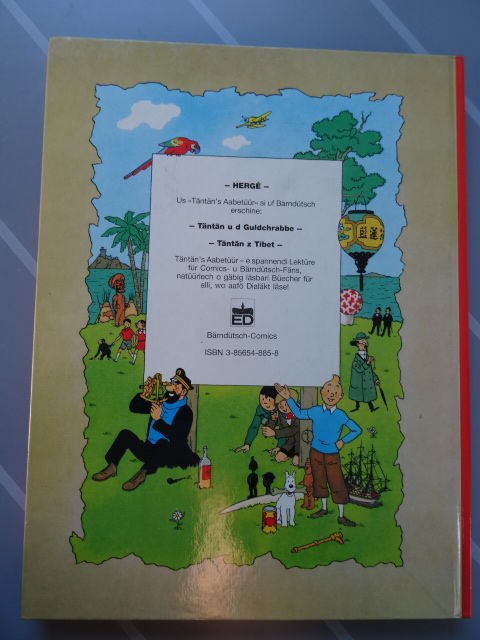 – HERGÉ –
Us «Täntän's Aabetüür» si uf Bärndütsch
erschine:
– Täntän u d Guldchrabbe –
– Täntän z Tibet –
Täntän's Aabetüür – e spannendi Lektüre
für Comics- u Bärndütsch-Fäns,
natüürlech o gäbig läsbari Büecher für
alli, wo aafö Dialäkt läse!
ED
Bärndütsch-Comics
ISBN 3-85654-885-8